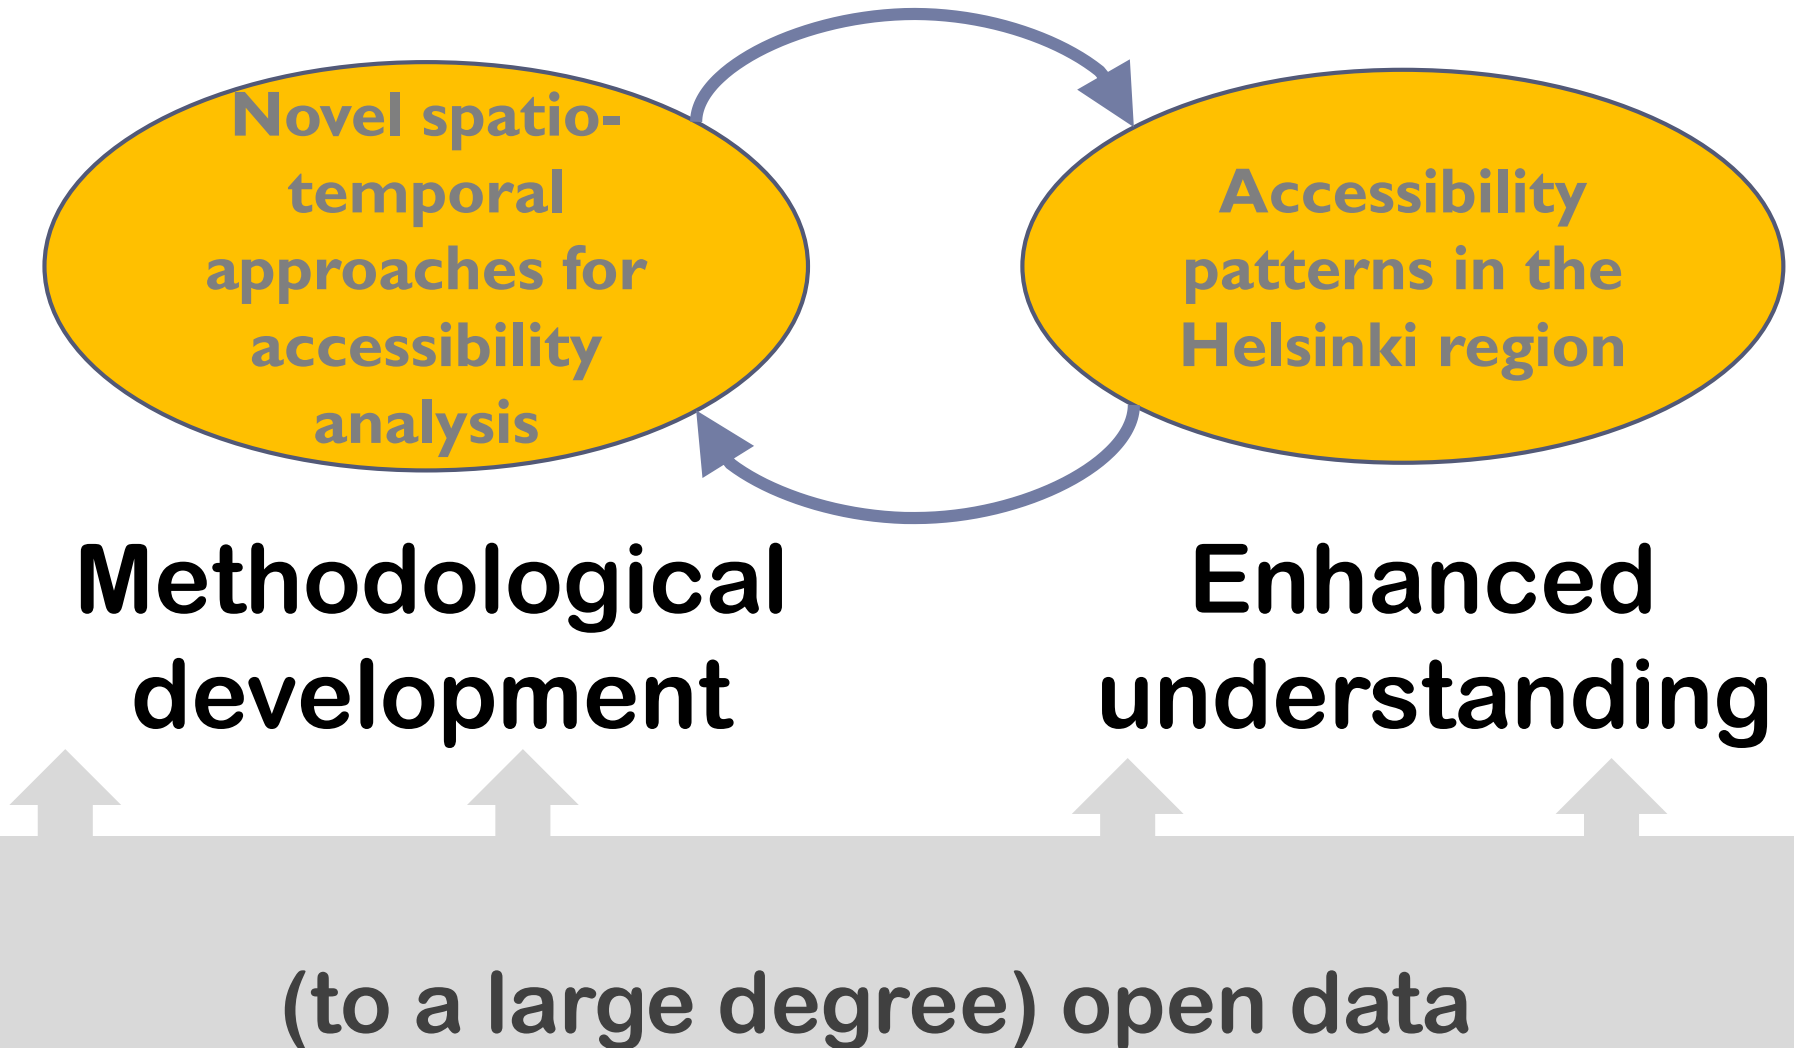 Novel spatio-
temporal
approaches for
accessibility
analysis
Accessibility
patterns in the
Helsinki region
Methodological
development
Enhanced
understanding
(to a large degree) open data